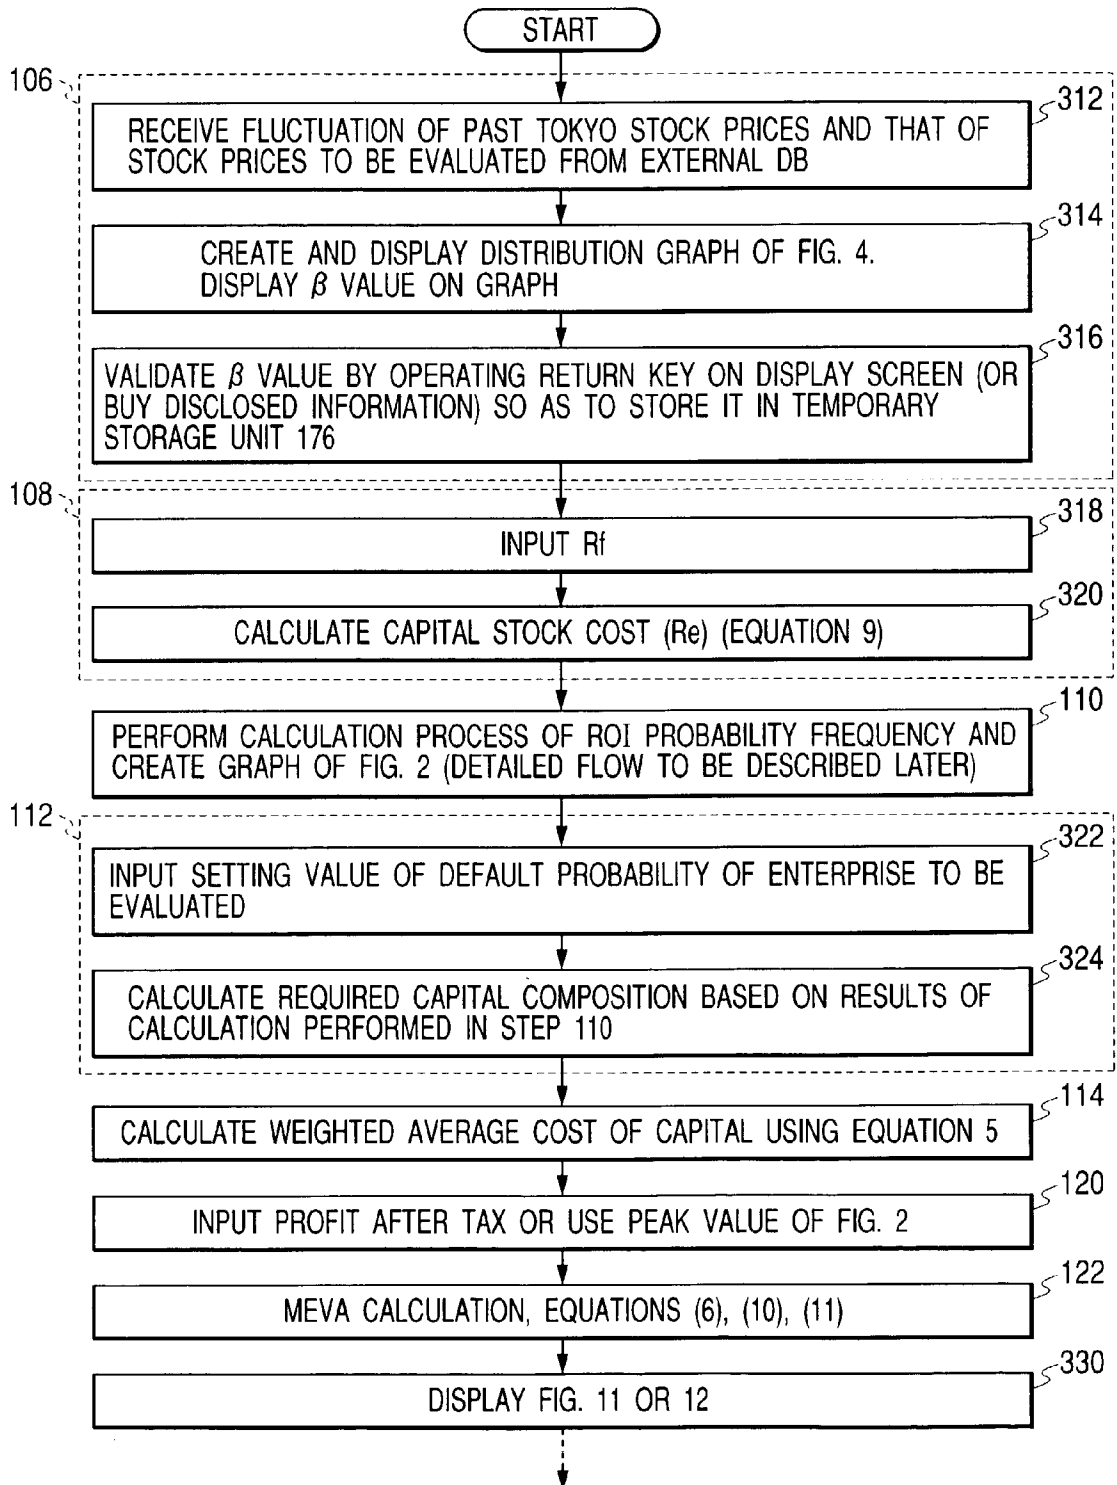 START
106
312
RECEIVE FLUCTUATION OF PAST TOKYO STOCK PRICES AND THAT OF
STOCK PRICES TO BE EVALUATED FROM EXTERNAL DB
314
CREATE AND DISPLAY DISTRIBUTION GRAPH OF FIG. 4.
DISPLAY β VALUE ON GRAPH
316
VALIDATE β VALUE BY OPERATING RETURN KEY ON DISPLAY SCREEN (OR
BUY DISCLOSED INFORMATION) SO AS TO STORE IT IN TEMPORARY
STORAGE UNIT 176
108
318
INPUT Rf
320
CALCULATE CAPITAL STOCK COST (Re) (EQUATION 9)
110
PERFORM CALCULATION PROCESS OF ROI PROBABILITY FREQUENCY AND
CREATE GRAPH OF FIG. 2 (DETAILED FLOW TO BE DESCRIBED LATER)
112
322
INPUT SETTING VALUE OF DEFAULT PROBABILITY OF ENTERPRISE TO BE
EVALUATED
324
CALCULATE REQUIRED CAPITAL COMPOSITION BASED ON RESULTS OF
CALCULATION PERFORMED IN STEP 110
114
CALCULATE WEIGHTED AVERAGE COST OF CAPITAL USING EQUATION 5
120
INPUT PROFIT AFTER TAX OR USE PEAK VALUE OF FIG. 2
122
MEVA CALCULATION, EQUATIONS (6), (10), (11)
330
DISPLAY FIG. 11 OR 12